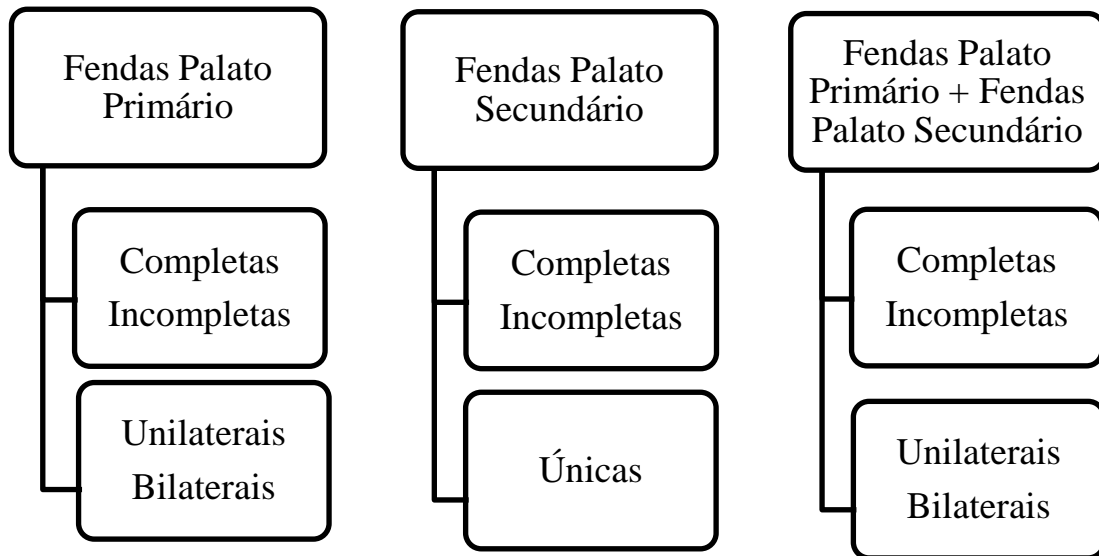 Fendas Palato
Primário
Completas
Incompletas
Unilaterais
Bilaterais
Fendas Palato
Secundário
Completas
Incompletas
Únicas
Fendas Palato
Primário + Fendas
Palato Secundário
Completas
Incompletas
Unilaterais
Bilaterais